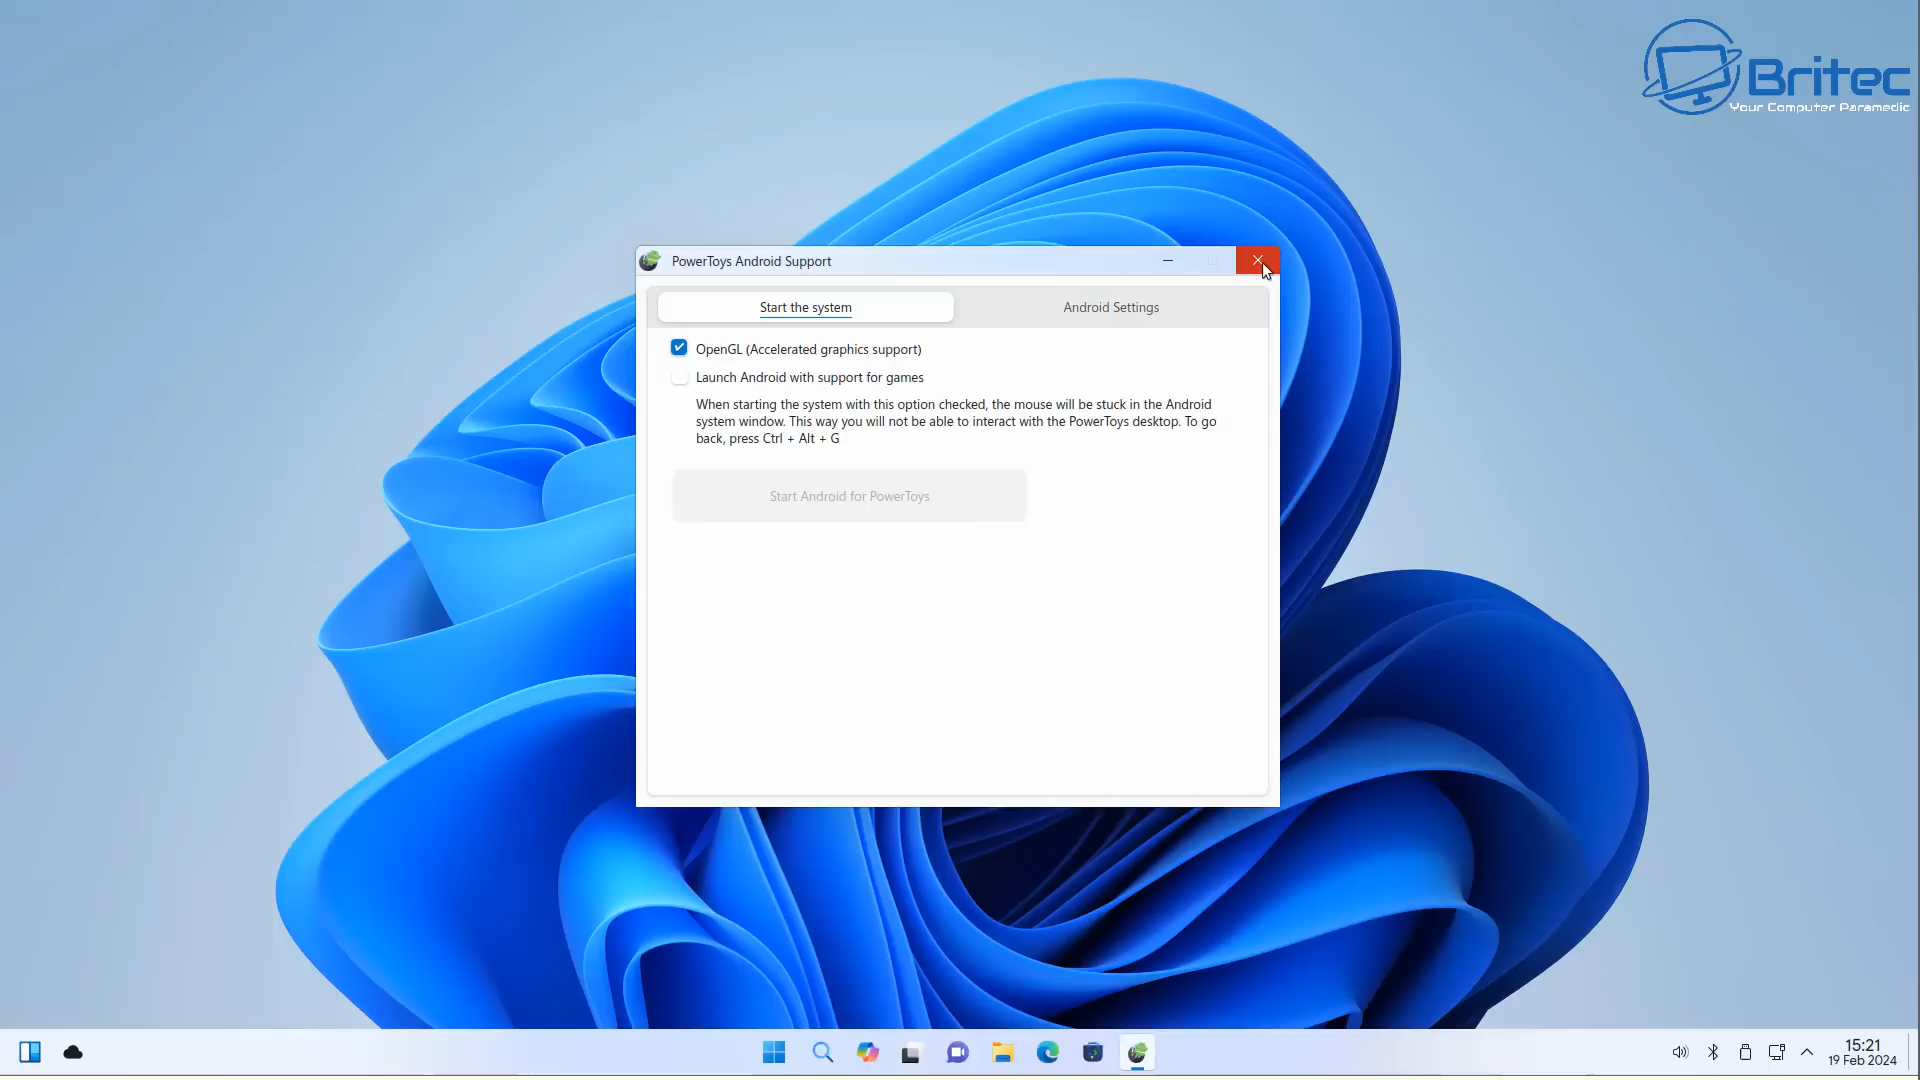 Britec
Your Computer Paramedic
PowerToys Android Support
Start the system
Android Settings
OpenGL (Accelerated graphics support)
Launch Android with support for games
When starting the system with this option checked, the mouse will be stuck in the Android
system window. This way you will not be able to interact with the PowerToys desktop. To go
back, press Ctrl + Alt + G
Start Android for PowerToys
15:21
19 Feb 2024